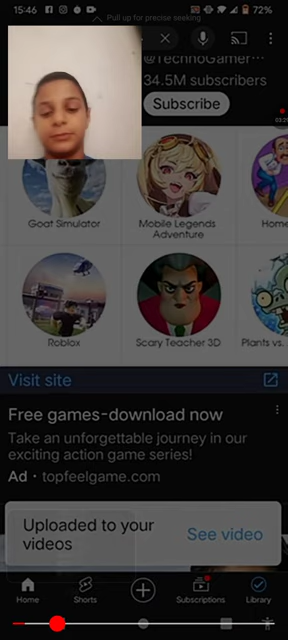 15:46
72%
Pull up for precise seeking
@TechnoGamer...
34.5M subscribers
Subscribe
Goat Simulator
Mobile Legends
Adventure
Home
Roblox
Scary Teacher 3D
Plants vs.
Visit site
Free games-download now
Take an unforgettable journey in our
exciting action game series!
Ad · topfeelgame.com
Uploaded to your
videos
See video
Home
Shorts
Subscriptions
Library